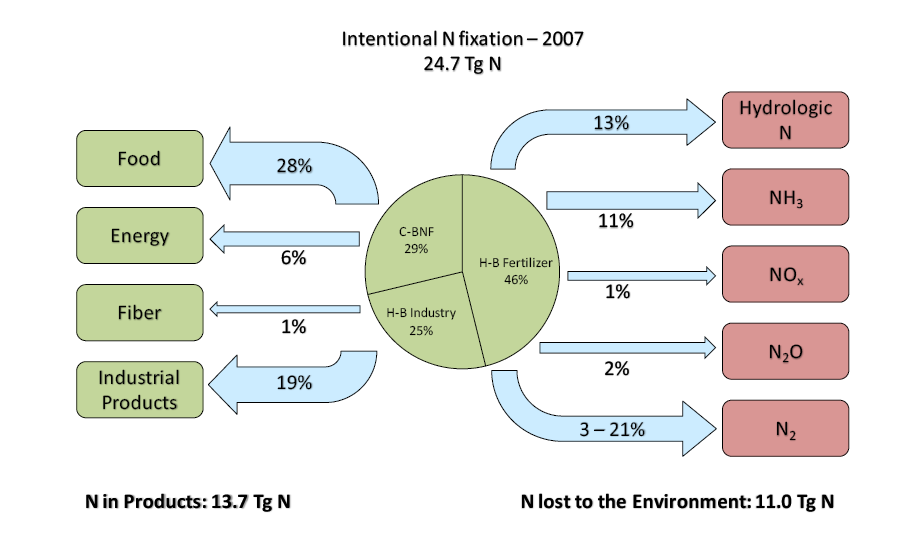 Intentional N fixation – 2007
24.7 Tg N
Food
28%
Energy
6%
Fiber
1%
Industrial
Products
19%
C-BNF
29%
H-B Fertilizer
46%
H-B Industry
25%
13%
Hydrologic
N
11%
NH₃
1%
NOₓ
2%
N₂O
3 – 21%
N₂
N in Products: 13.7 Tg N
N lost to the Environment: 11.0 Tg N